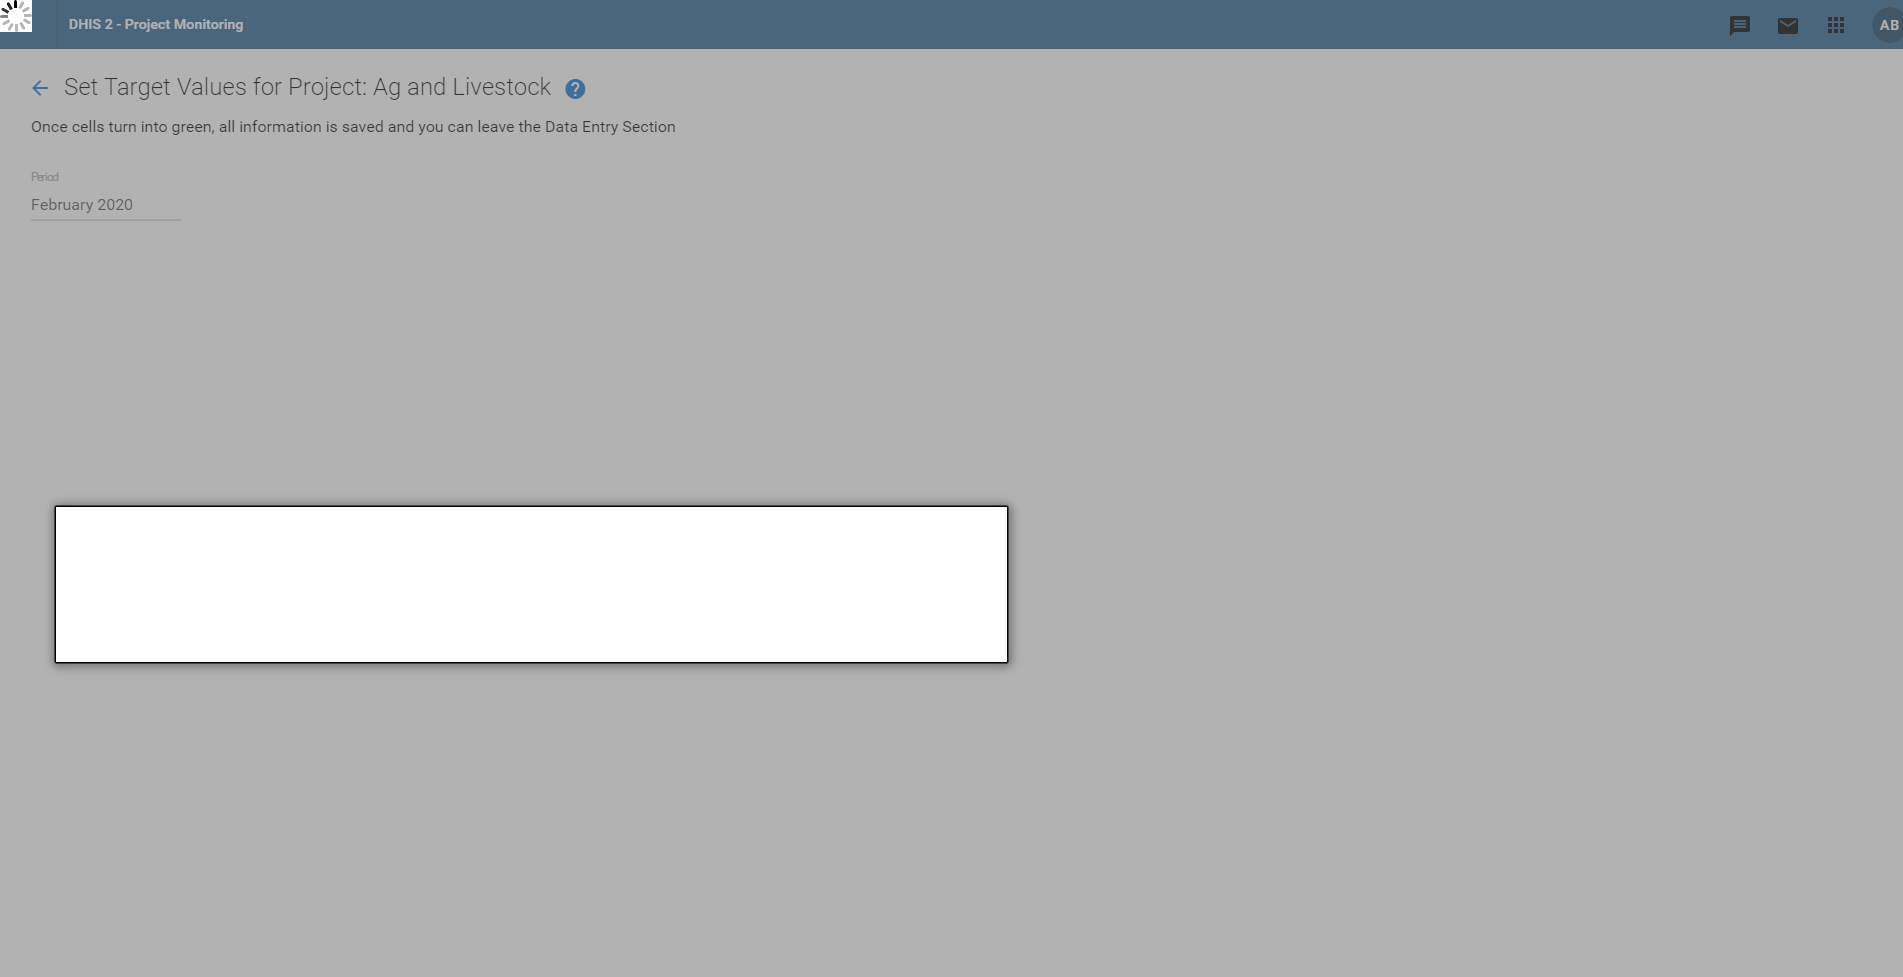 DHIS 2 - Project Monitoring
AB
Set Target Values for Project: Ag and Livestock
?
Once cells turn into green, all information is saved and you can leave the Data Entry Section
Period
February 2020